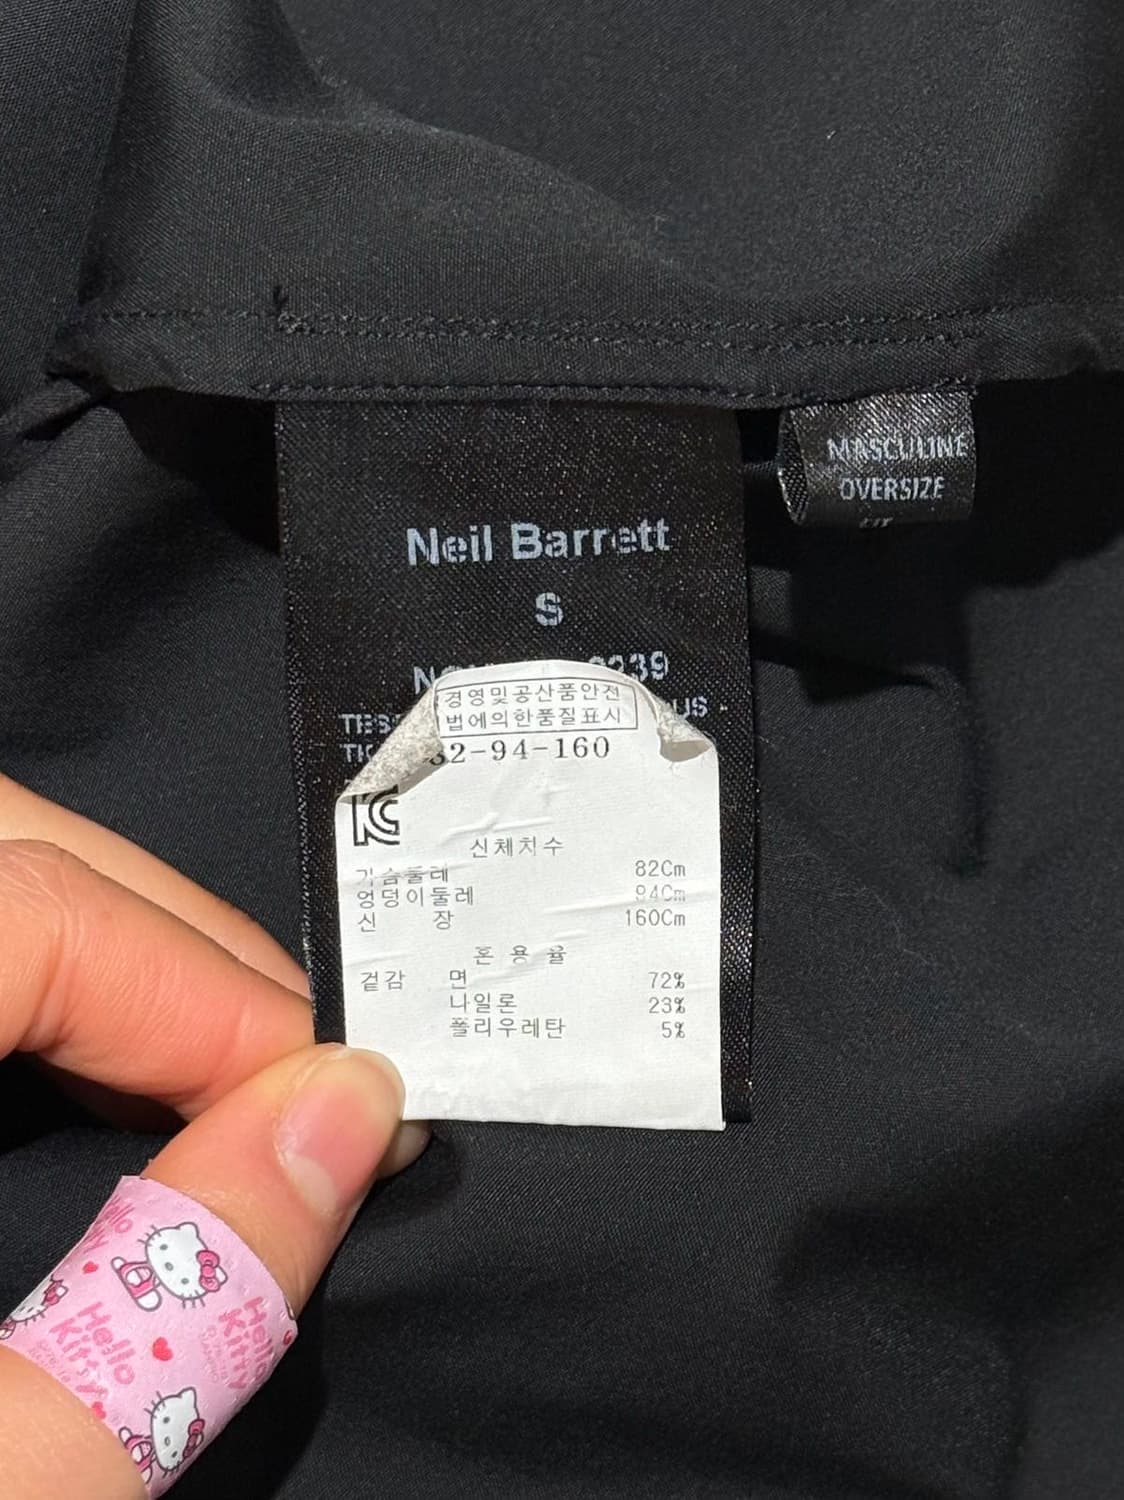 MASCULINE
OVERSIZE
FIT
Neil Barrett
S
경영및공산품안전
법에의한품질표시
82-94-160
신체치수
가슴둘레 82Cm
엉덩이둘레 94Cm
신 장 160Cm
혼 용 율
겉감 면 72%
나일론 23%
폴리우레탄 5%
Hello
Kitty
Hello
Kitty